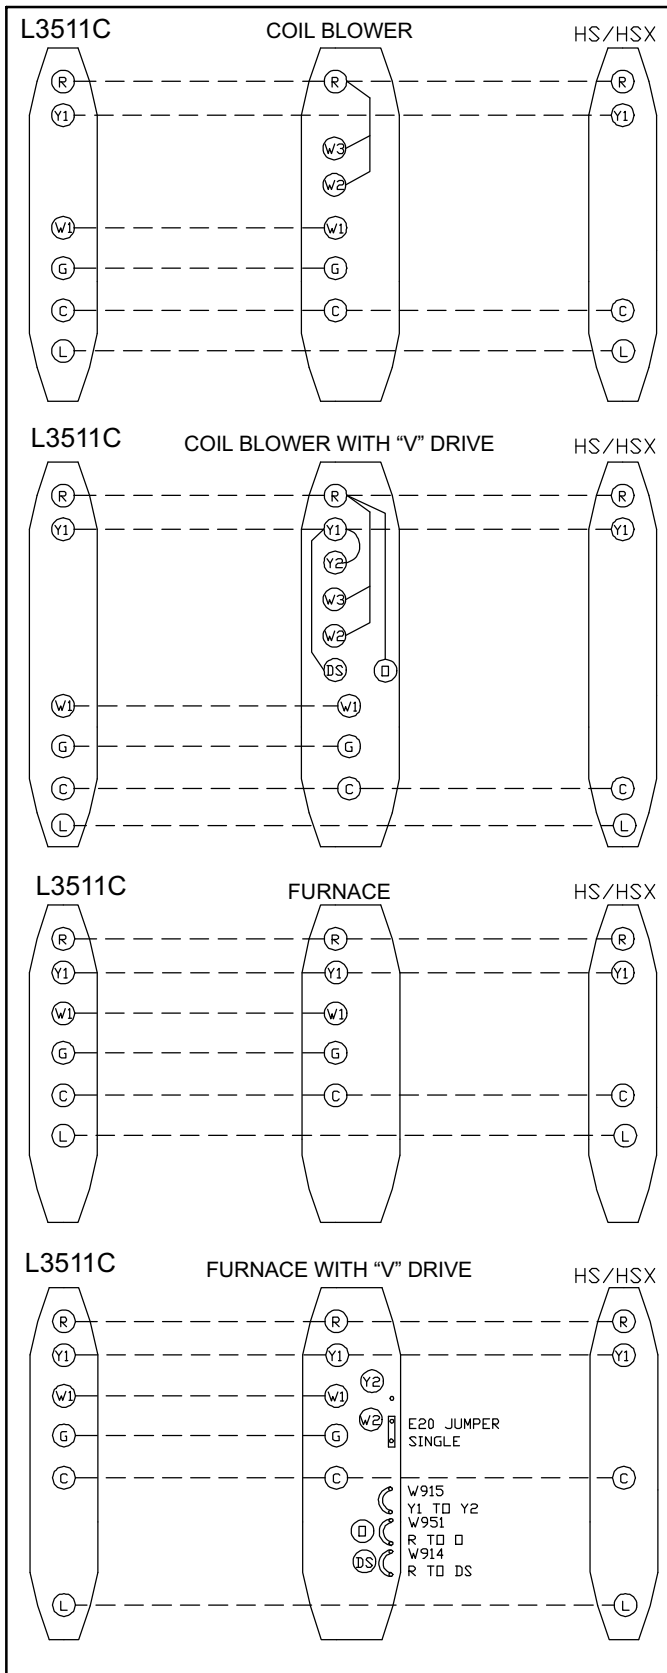 L3511C COIL BLOWER HS/HSX
R R R
Y1 Y1
W3
W2
W1 W1
G G
C C C
L L
L3511C COIL BLOWER WITH “V” DRIVE HS/HSX
R R R
Y1 Y1 Y1
Y2
W3
W2
DS O
W1 W1
G G
C C C
L L
L3511C FURNACE HS/HSX
R R R
Y1 Y1 Y1
W1 W1
G G
C C C
L L
L3511C FURNACE WITH “V” DRIVE HS/HSX
R R R
Y1 Y1 Y1
Y2
W1 W1
W2 E20 JUMPER
SINGLE
G G
C C C
W915
Y1 TO Y2
O W951
R TO O
DS W914
R TO DS
L L